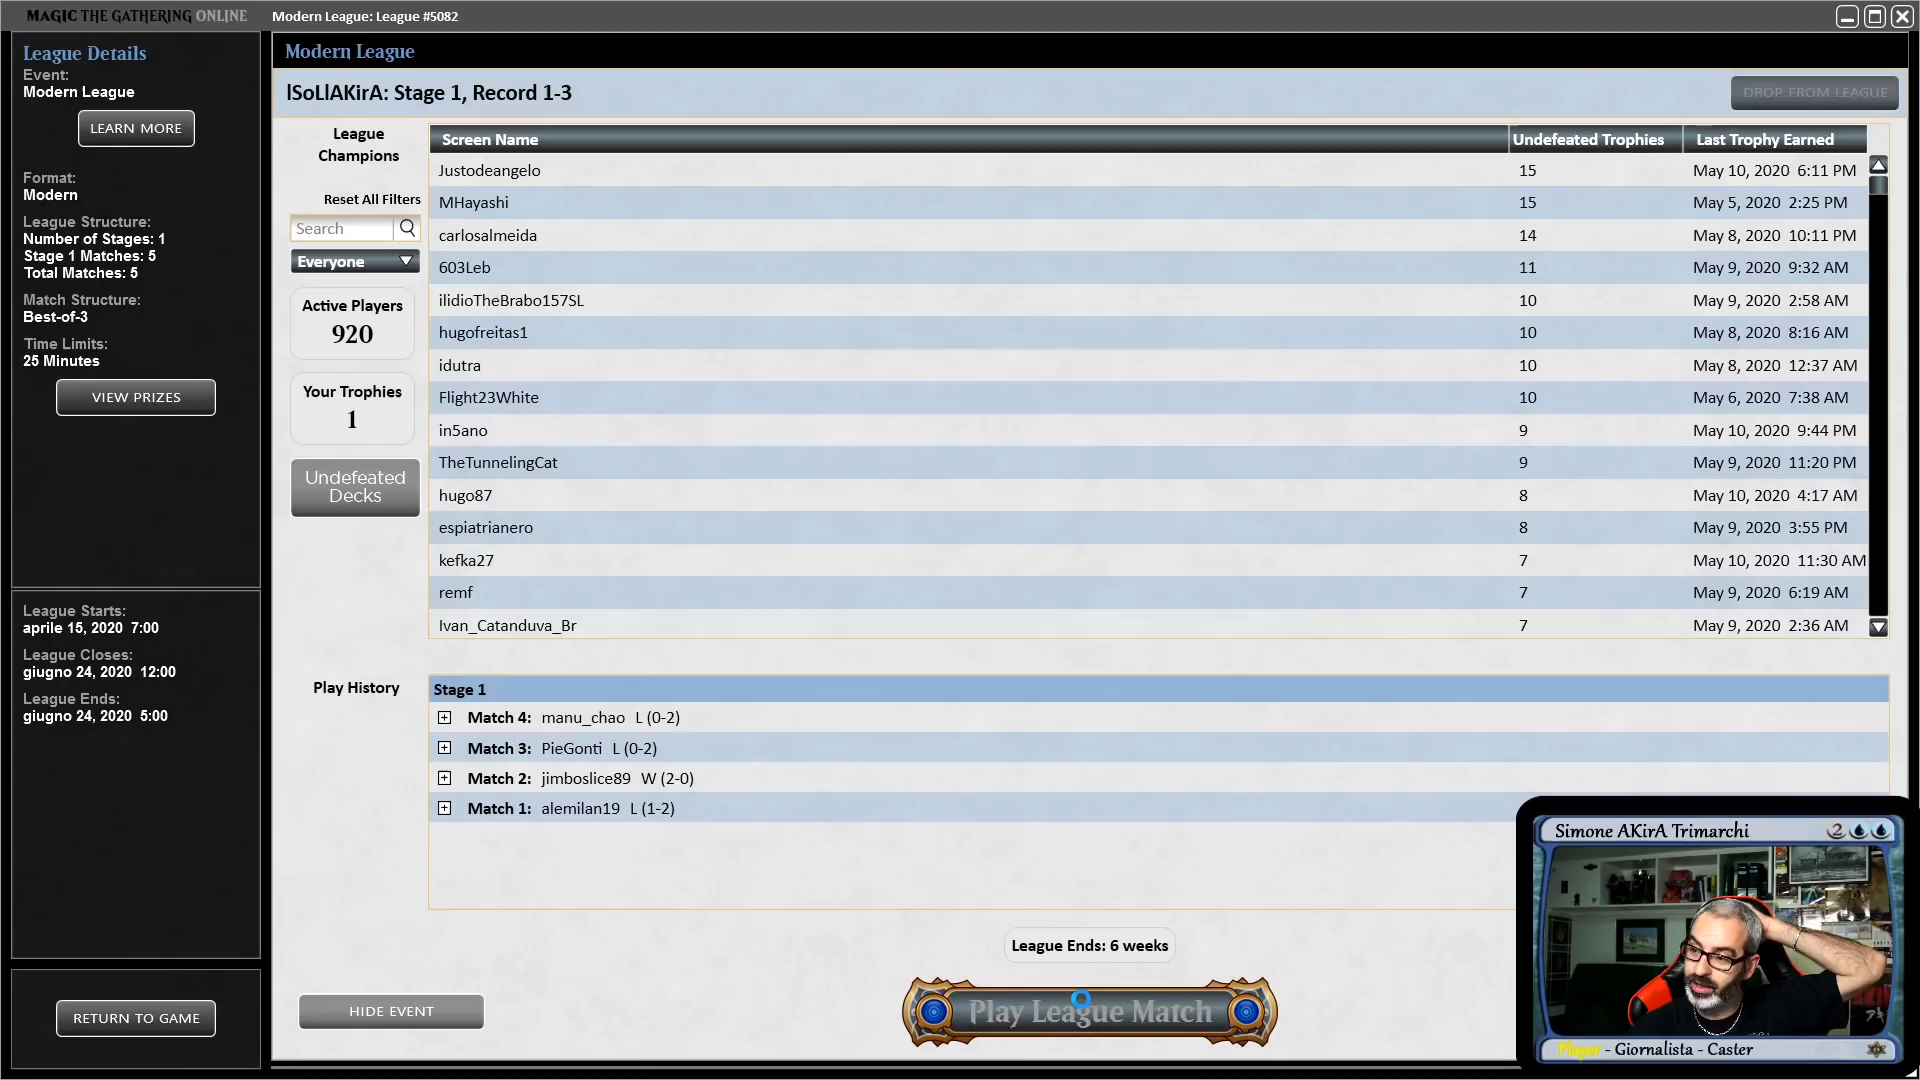 MAGIC THE GATHERING ONLINE
Modern League: League #5082
League Details
Event:
Modern League
LEARN MORE
Format:
Modern
League Structure:
Number of Stages: 1
Stage 1 Matches: 5
Total Matches: 5
Match Structure:
Best-of-3
Time Limits:
25 Minutes
VIEW PRIZES
League Starts:
aprile 15, 2020 7:00
League Closes:
giugno 24, 2020 12:00
League Ends:
giugno 24, 2020 5:00
RETURN TO GAME
Modern League
lSoLlAKirA: Stage 1, Record 1-3
DROP FROM LEAGUE
League
Champions
Reset All Filters
Search
Everyone
Active Players
920
Your Trophies
1
Undefeated
Decks
Screen Name Undefeated Trophies Last Trophy Earned
Justodeangelo 15 May 10, 2020 6:11 PM
MHayashi 15 May 5, 2020 2:25 PM
carlosalmeida 14 May 8, 2020 10:11 PM
603Leb 11 May 9, 2020 9:32 AM
ilidioTheBrabo157SL 10 May 9, 2020 2:58 AM
hugofreitas1 10 May 8, 2020 8:16 AM
idutra 10 May 8, 2020 12:37 AM
Flight23White 10 May 6, 2020 7:38 AM
in5ano 9 May 10, 2020 9:44 PM
TheTunnelingCat 9 May 9, 2020 11:20 PM
hugo87 8 May 10, 2020 4:17 AM
espiatrianero 8 May 9, 2020 3:55 PM
kefka27 7 May 10, 2020 11:30 AM
remf 7 May 9, 2020 6:19 AM
Ivan_Catanduva_Br 7 May 9, 2020 2:36 AM
Play History
Stage 1
Match 4: manu_chao L (0-2)
Match 3: PieGonti L (0-2)
Match 2: jimboslice89 W (2-0)
Match 1: alemilan19 L (1-2)
League Ends: 6 weeks
HIDE EVENT
Play League Match
Simone AKirA Trimarchi 2
Player - Giornalista - Caster